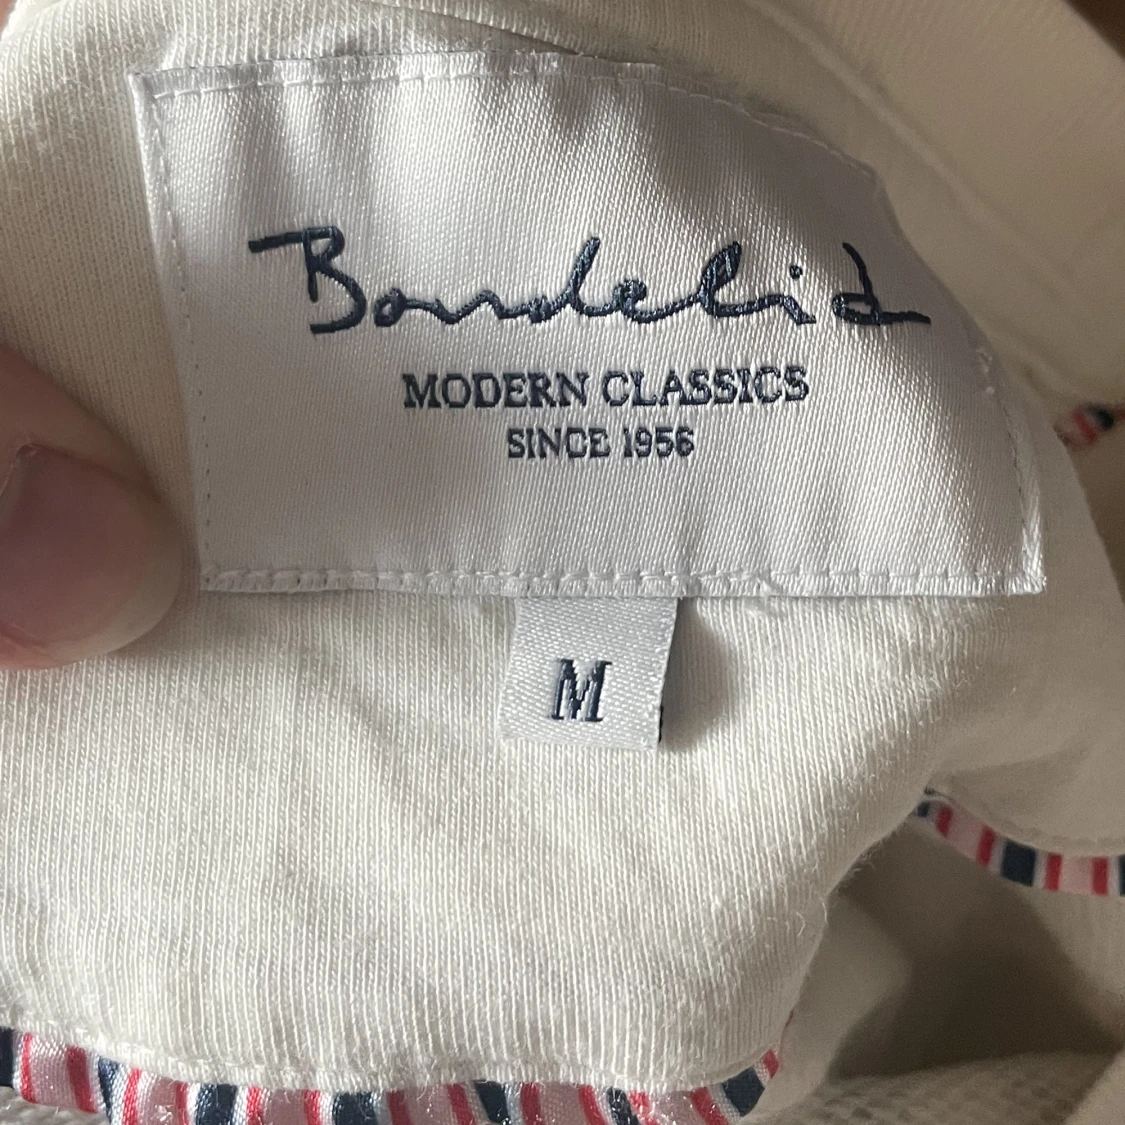 Bondelid
MODERN CLASSICS
SINCE 1956
M